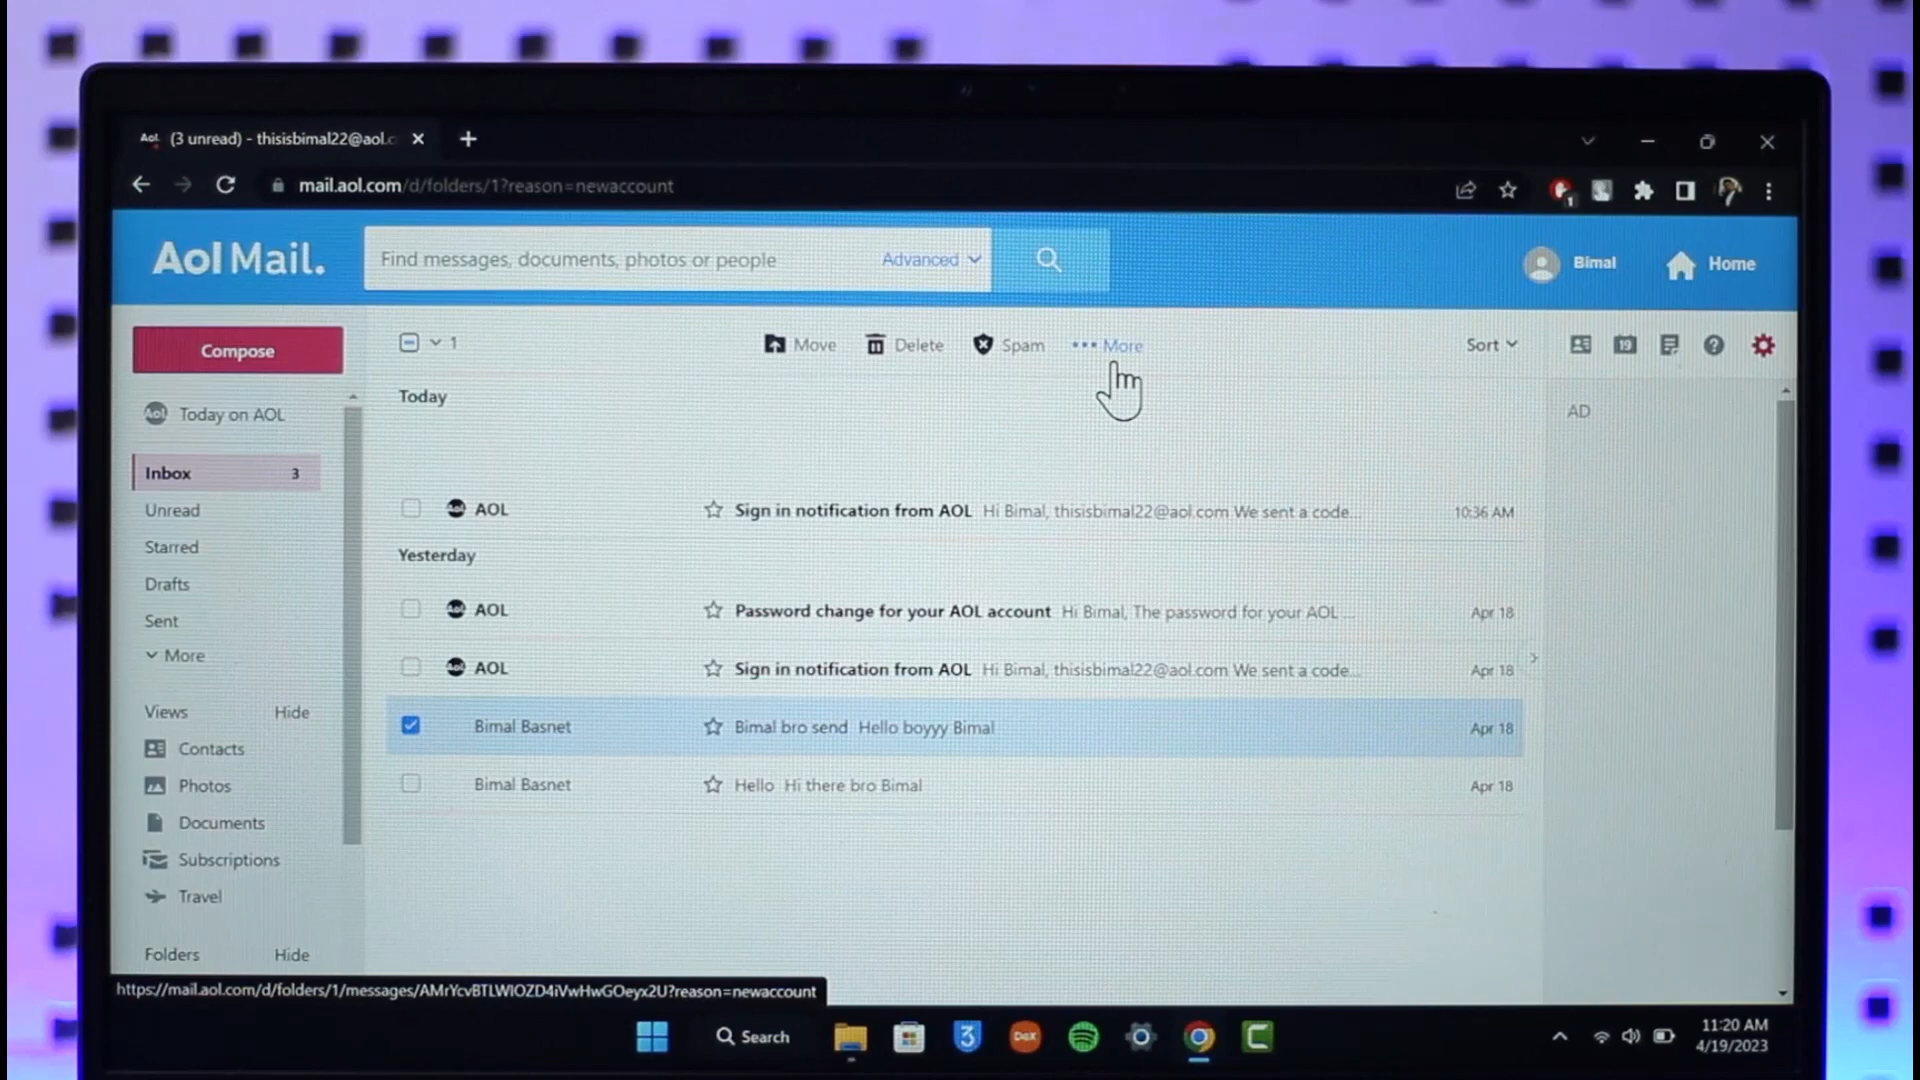 Aol. (3 unread) - thisisbimal22@aol.c
mail.aol.com/d/folders/1?reason=newaccount
1
Aol Mail.
Find messages, documents, photos or people
Advanced
Bimal
Home
Compose
1
Move
Delete
Spam
More
Sort
19
Today on AOL
Aol
Today
AD
Inbox 3
AOL Sign in notification from AOL Hi Bimal, thisisbimal22@aol.com We sent a code... 10:36 AM
Unread
Starred
Yesterday
Drafts
AOL Password change for your AOL account Hi Bimal, The password for your AOL ... Apr 18
Sent
More
AOL Sign in notification from AOL Hi Bimal, thisisbimal22@aol.com We sent a code... Apr 18
Views Hide
Bimal Basnet Bimal bro send Hello boyyy Bimal Apr 18
Contacts
Photos
Bimal Basnet Hello Hi there bro Bimal Apr 18
Documents
Subscriptions
Travel
Folders Hide
https://mail.aol.com/d/folders/1/messages/AMrYcvBTLWIOZD4iVwHwGOeyx2U?reason=newaccount
Search
3
DeX
11:20 AM
4/19/2023